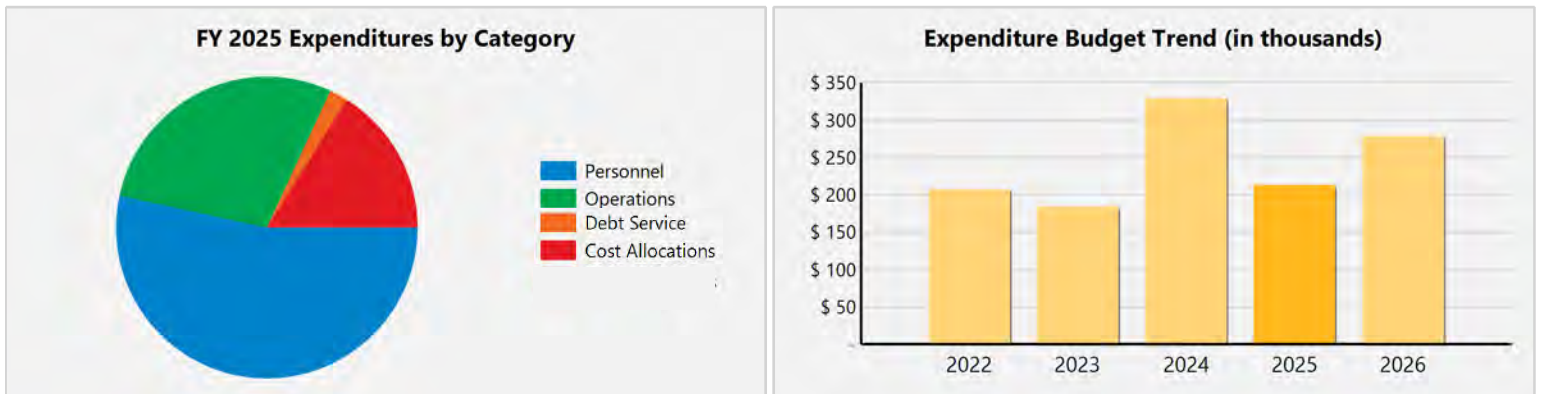 FY 2025 Expenditures by Category
Personnel
Operations
Debt Service
Cost Allocations
Expenditure Budget Trend (in thousands)
$ 350
$ 300
$ 250
$ 200
$ 150
$ 100
$ 50
-
2022 2023 2024 2025 2026